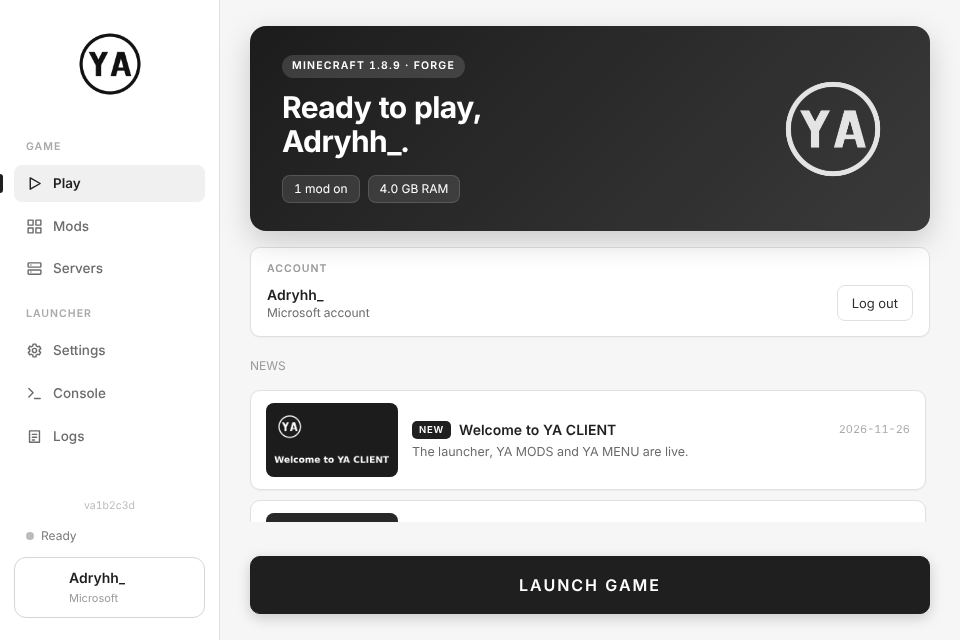 YA
GAME
Play
Mods
Servers
LAUNCHER
Settings
Console
Logs
va1b2c3d
Ready
Adryhh_
Microsoft
MINECRAFT 1.8.9 · FORGE
Ready to play,
Adryhh_.
1 mod on
4.0 GB RAM
YA
ACCOUNT
Adryhh_
Microsoft account
Log out
NEWS
YA
Welcome to YA CLIENT
NEW Welcome to YA CLIENT
2026-11-26
The launcher, YA MODS and YA MENU are live.
LAUNCH GAME